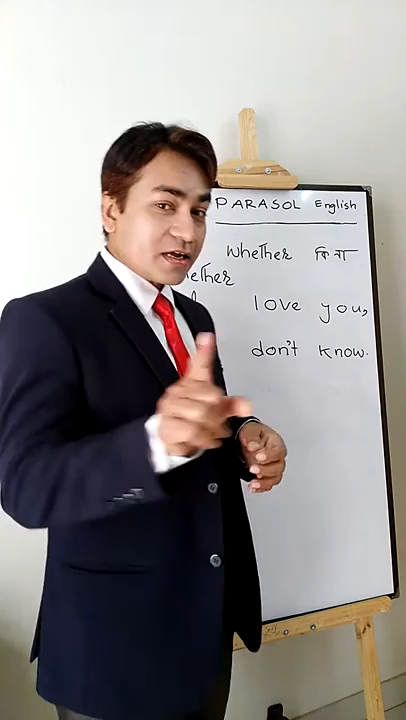 PARASOL English
whether কি না
ether
love you,
don't know.